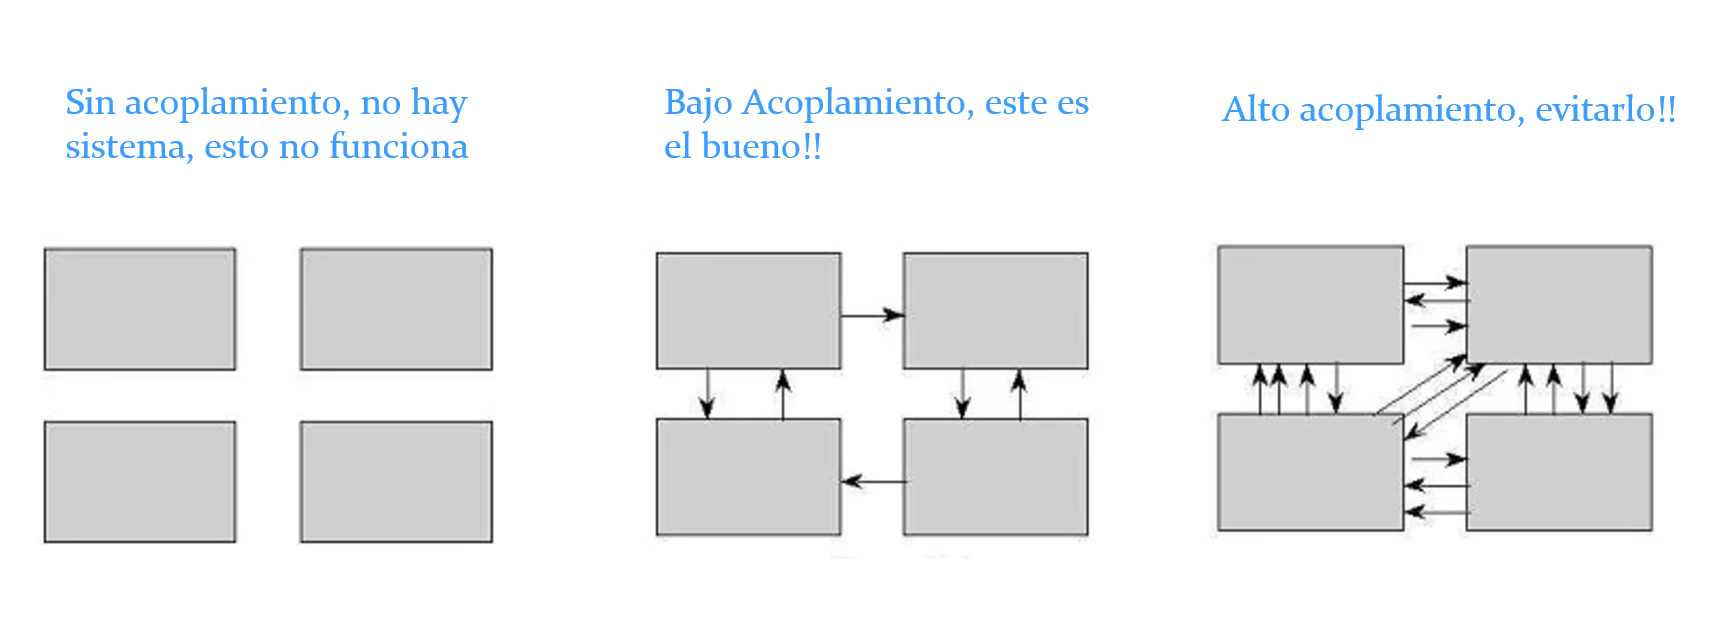 Sin acoplamiento, no hay
sistema, esto no funciona
Bajo Acoplamiento, este es
el bueno!!
Alto acoplamiento, evitarlo!!